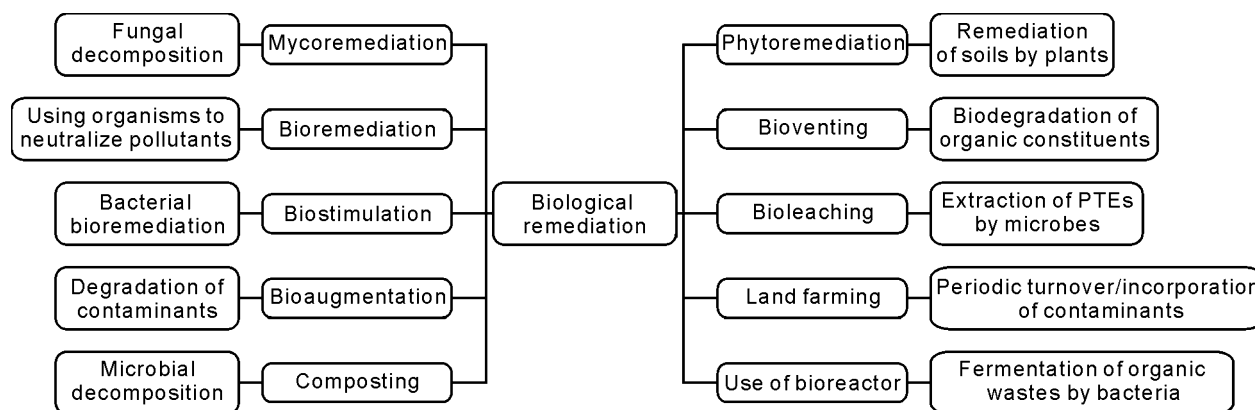 Fungal
decomposition
Mycoremediation
Using organisms to
neutralize pollutants
Bioremediation
Bacterial
bioremediation
Biostimulation
Degradation of
contaminants
Bioaugmentation
Microbial
decomposition
Composting
Biological
remediation
Phytoremediation
Remediation
of soils by plants
Bioventing
Biodegradation of
organic constituents
Bioleaching
Extraction of PTEs
by microbes
Land farming
Periodic turnover/incorporation
of contaminants
Use of bioreactor
Fermentation of organic
wastes by bacteria